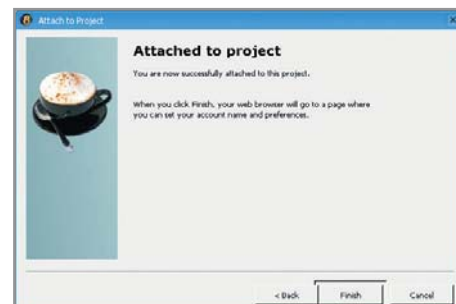 Attach to Project
Attached to project
You are now successfully attached to this project.
When you click Finish, your web browser will go to a page where
you can set your account name and preferences.
< Back
Finish
Cancel